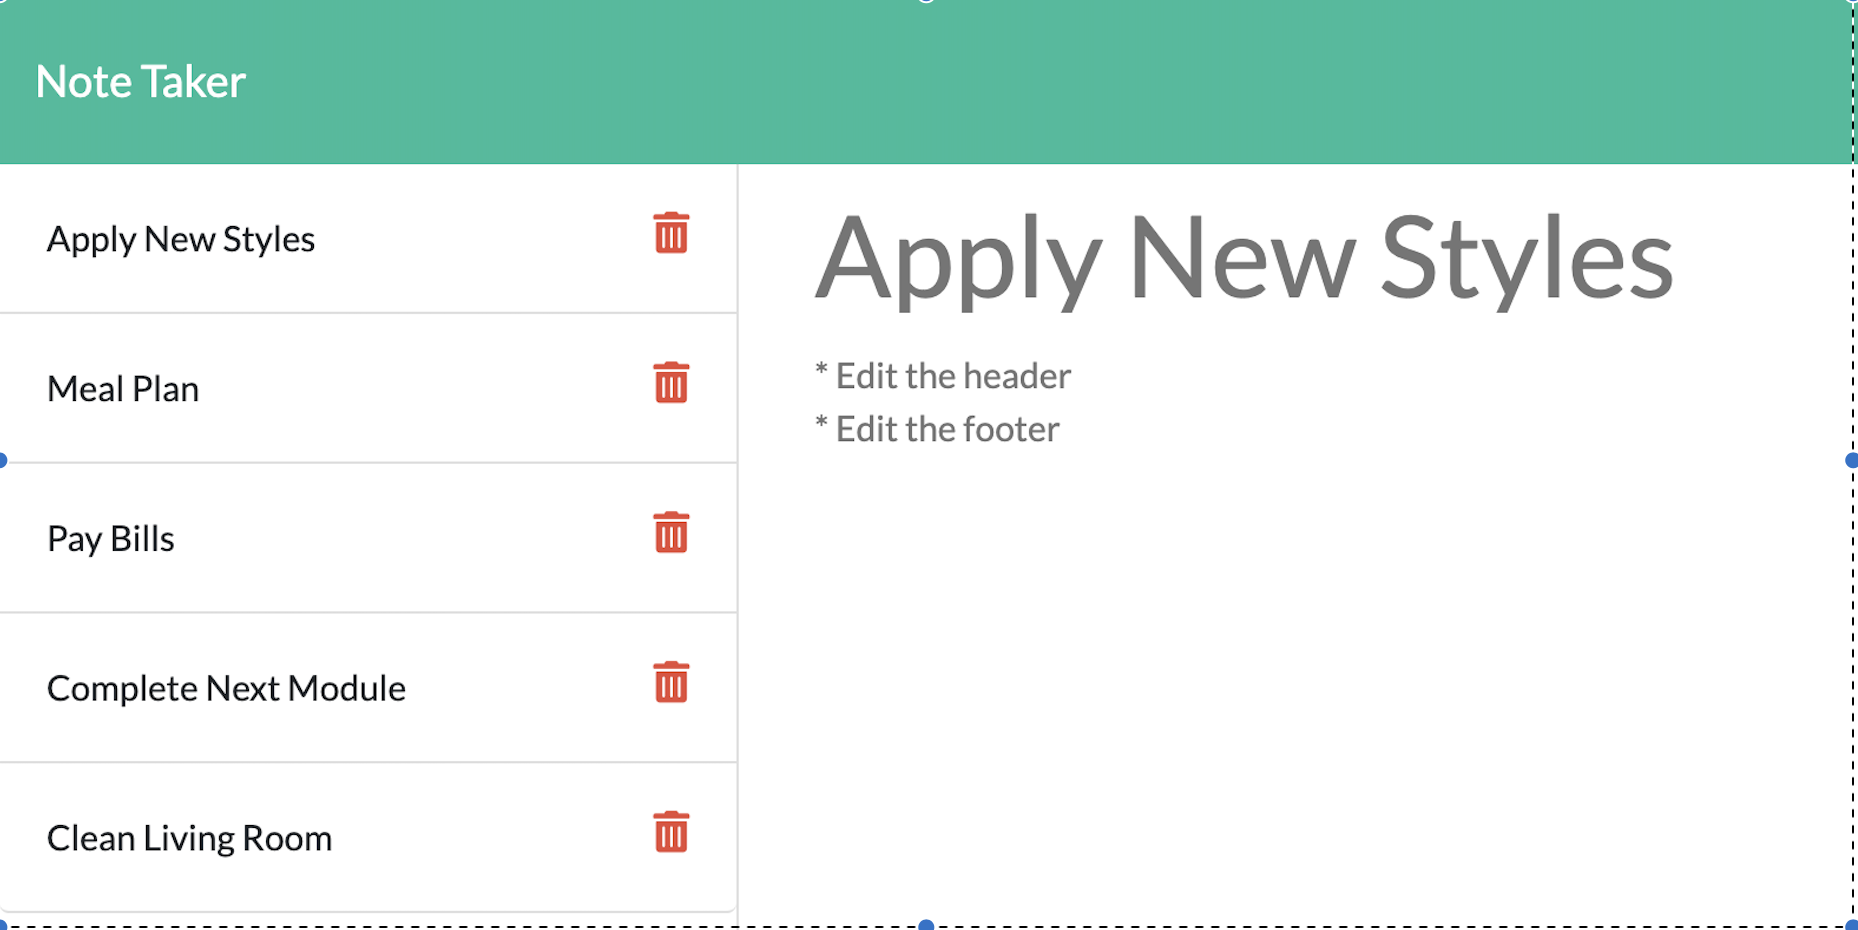 Note Taker
Apply New Styles
Meal Plan
Pay Bills
Complete Next Module
Clean Living Room
Apply New Styles
* Edit the header
* Edit the footer